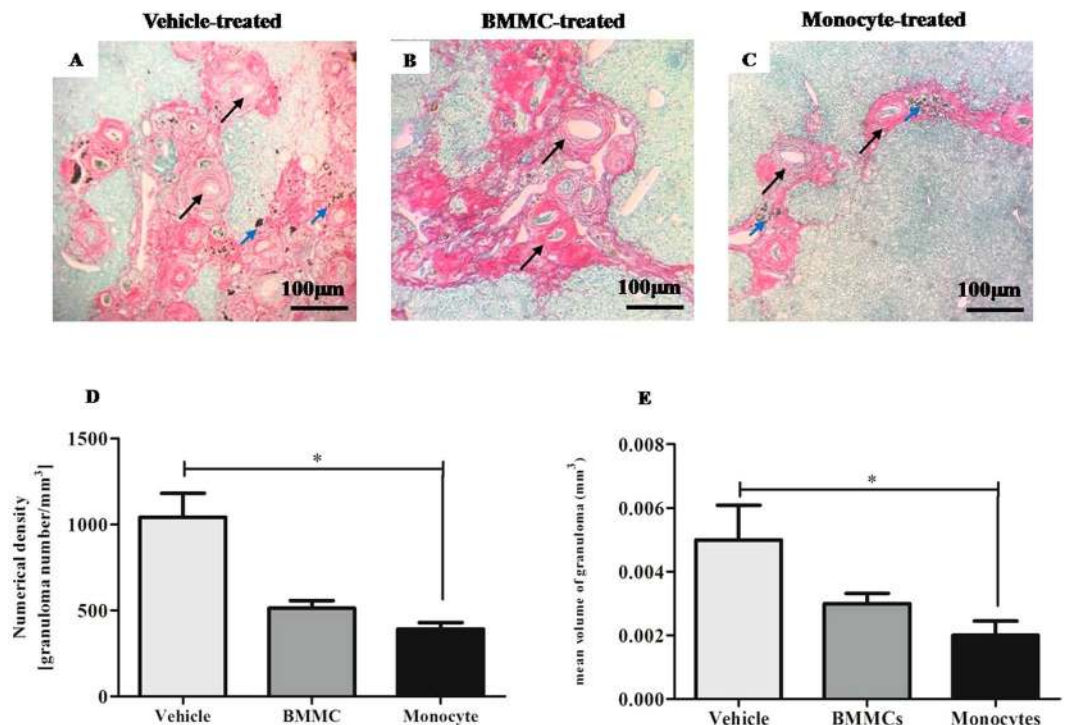 Vehicle-treated
BMMC-treated
Monocyte-treated
A
B
C
100μm
100μm
100μm
D
E
Numerical density
[granuloma number/mm³]
1500
1000
500
0
*
Vehicle
BMMC
Monocyte
mean volume of granuloma (mm³)
0.008
0.006
0.004
0.002
0.000
*
Vehicle
BMMCs
Monocytes